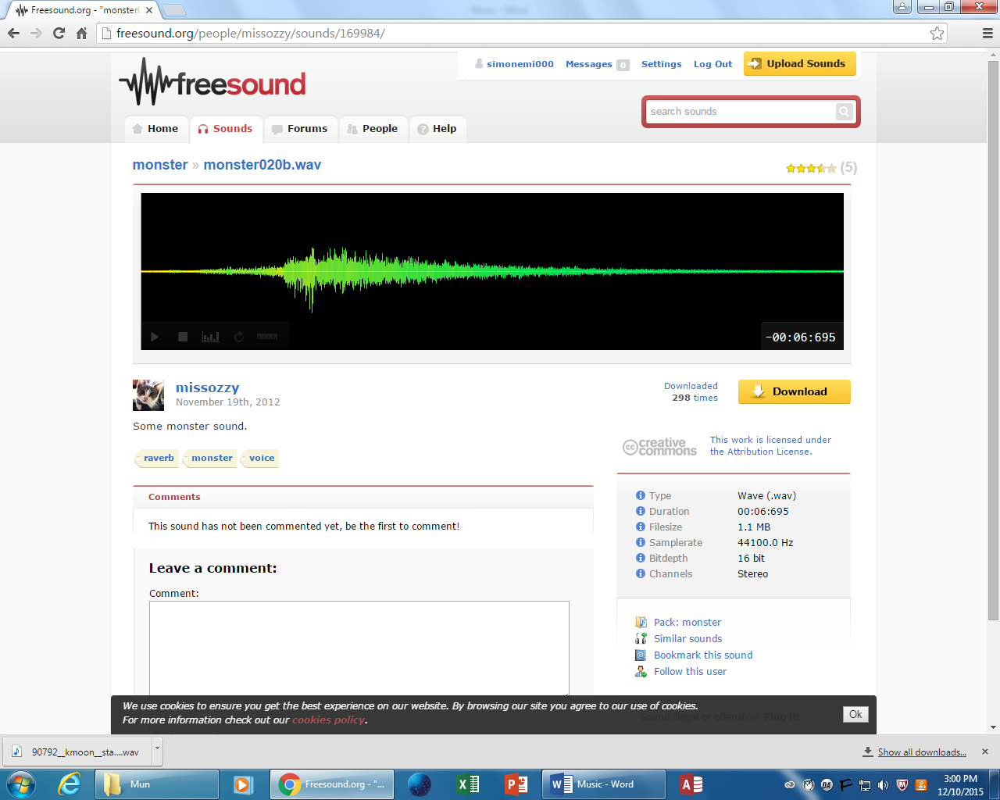 Freesound.org - "monster
Music - Word
freesound.org/people/missozzy/sounds/169984/
simonemi000 Messages 0 Settings Log Out Upload Sounds
freesound
search sounds
Home Sounds Forums People Help
monster » monster020b.wav
(5)
-00:06:695
missozzy
November 19th, 2012
Downloaded
298 times
Download
Some monster sound.
creative commons
cc
This work is licensed under
the Attribution License.
raverb monster voice
Comments
This sound has not been commented yet, be the first to comment!
Type Wave (.wav)
Duration 00:06:695
Filesize 1.1 MB
Samplerate 44100.0 Hz
Bitdepth 16 bit
Channels Stereo
Leave a comment:
Comment:
Pack: monster
Similar sounds
Bookmark this sound
Follow this user
Sound illegal or offensive? Flag it!
We use cookies to ensure you get the best experience on our website. By browsing our site you agree to our use of cookies.
For more information check out our cookies policy.
Ok
90792__kmoon__sta....wav
Show all downloads...
Mun
Freesound.org - "...
Music - Word
3:00 PM
12/10/2015